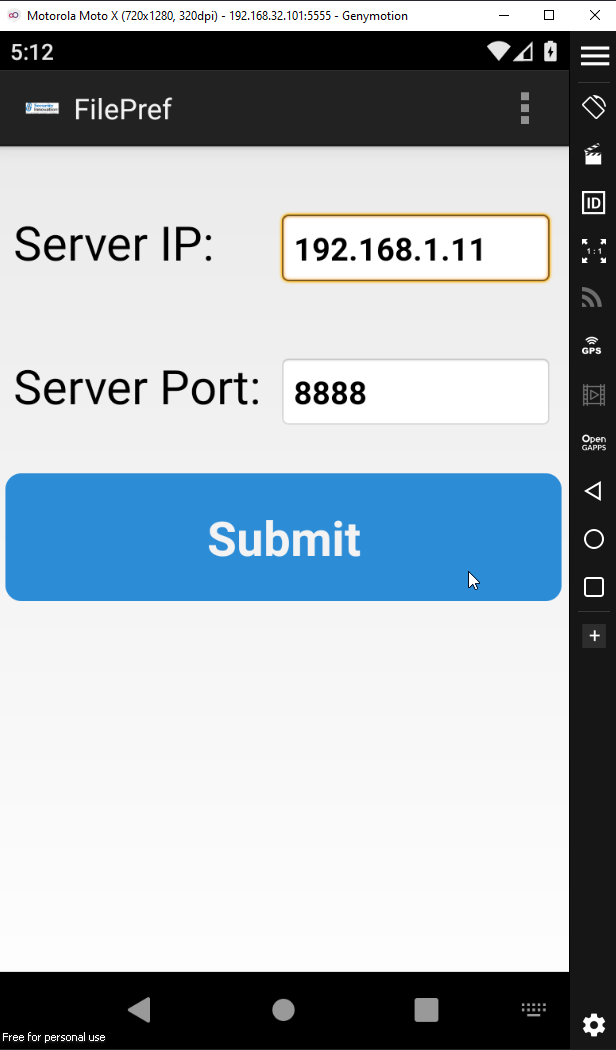 Motorola Moto X (720x1280, 320dpi) - 192.168.32.101:5555 - Genymotion
5:12
FilePref
ID
Server IP: 192.168.1.11
1 : 1
GPS
Server Port: 8888
Open
GAPPS
Submit
Free for personal use